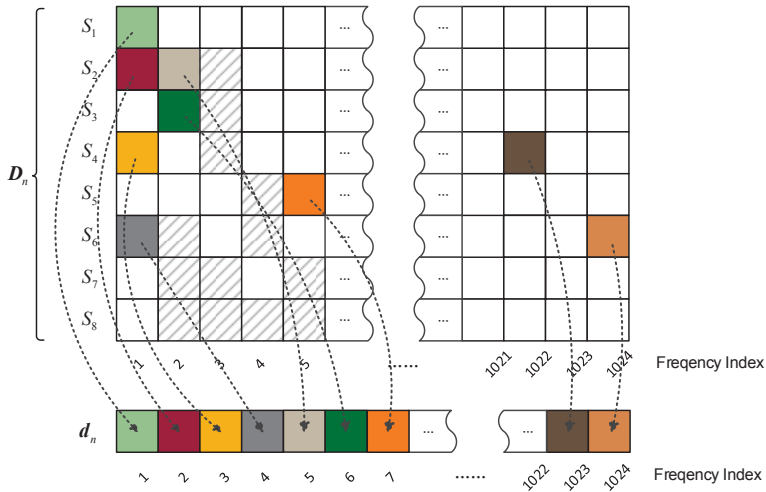 S1
...
...
S2
...
...
S3
...
...
S4
...
...
Dn
S5
...
...
S6
...
...
S7
...
...
S8
...
...
1 2 3 4 5 ...... 1021 1022 1023 1024 Freqency Index
dn ... ...
1 2 3 4 5 6 7 ...... 1022 1023 1024 Freqency Index